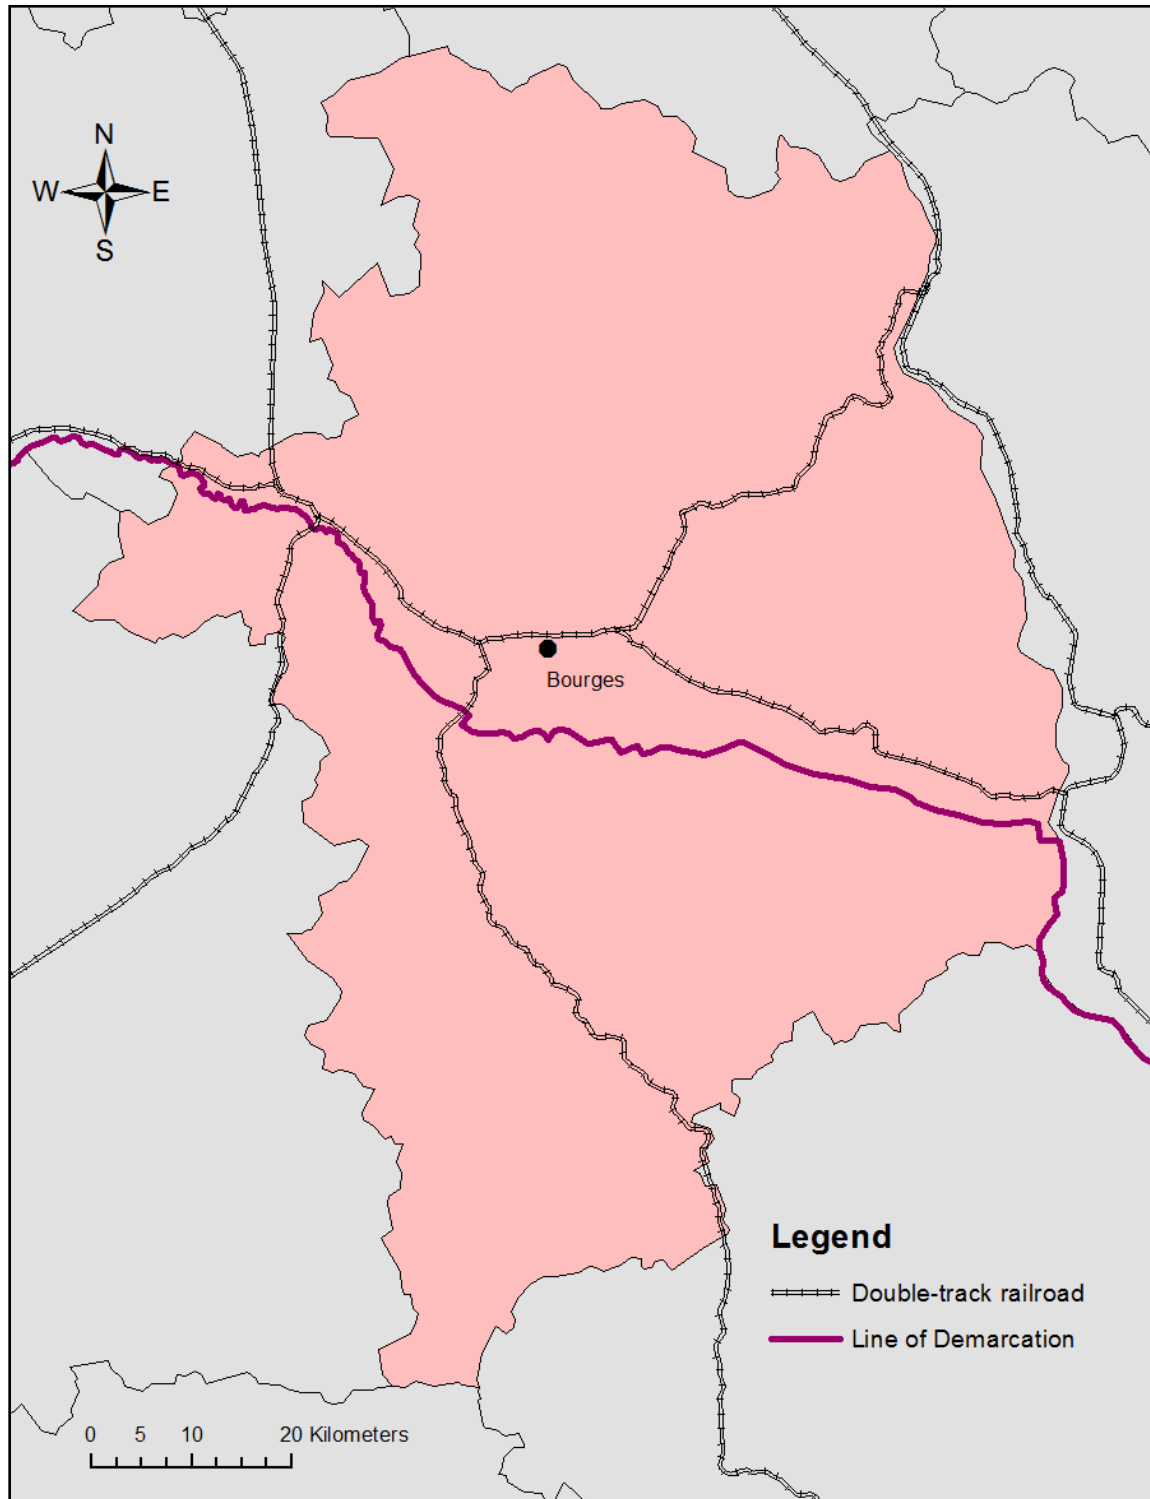 N
W E
S
Bourges
Legend
Double-track railroad
Line of Demarcation
0 5 10 20 Kilometers